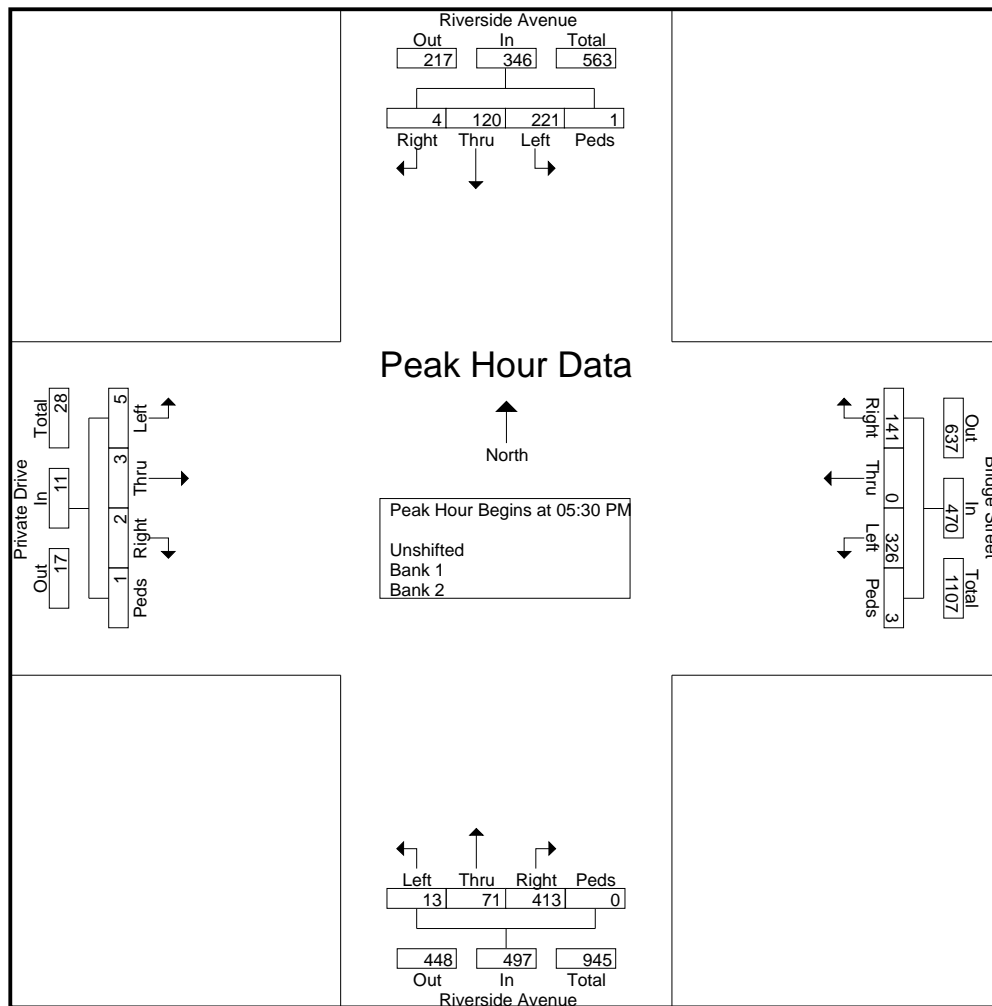 Riverside Avenue
Out In Total
217 346 563
4 120 221 1
Right Thru Left Peds
Peak Hour Data
North
Peak Hour Begins at 05:30 PM
Unshifted
Bank 1
Bank 2
Private Drive
Out In Total
17 11 28
Left Thru Right Peds
5 3 2 1
Bridge Street
Out In Total
637 470 1107
Right Thru Left Peds
141 0 326 3
Left Thru Right Peds
13 71 413 0
448 497 945
Out In Total
Riverside Avenue